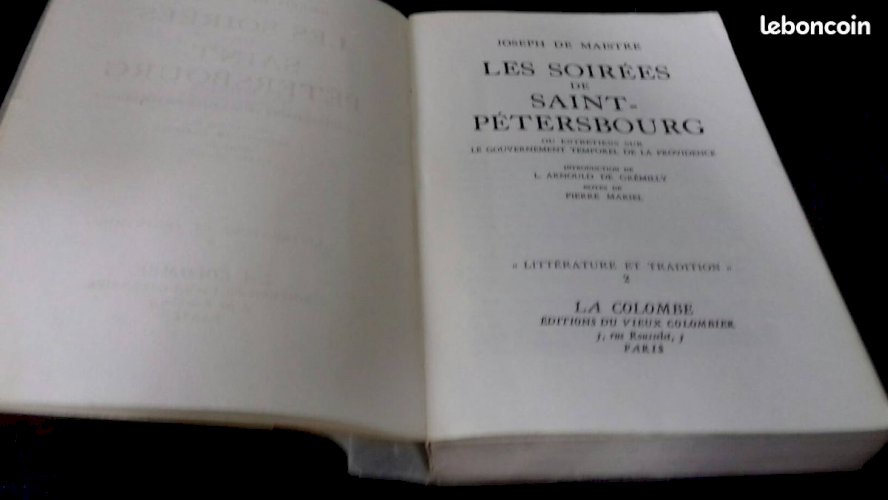 leboncoin
JOSEPH DE MAISTRE
LES SOIRÉES
DE
SAINT-
PÉTERSBOURG
OU ENTRETIENS SUR
LE GOUVERNEMENT TEMPOREL DE LA PROVIDENCE
INTRODUCTION DE
L. ARNOULD DE GRÉMILLY
NOTES DE
PIERRE MARIEL
« LITTÉRATURE ET TRADITION »
2
LA COLOMBE
ÉDITIONS DU VIEUX COLOMBIER
5, rue Rousselet, 5
PARIS